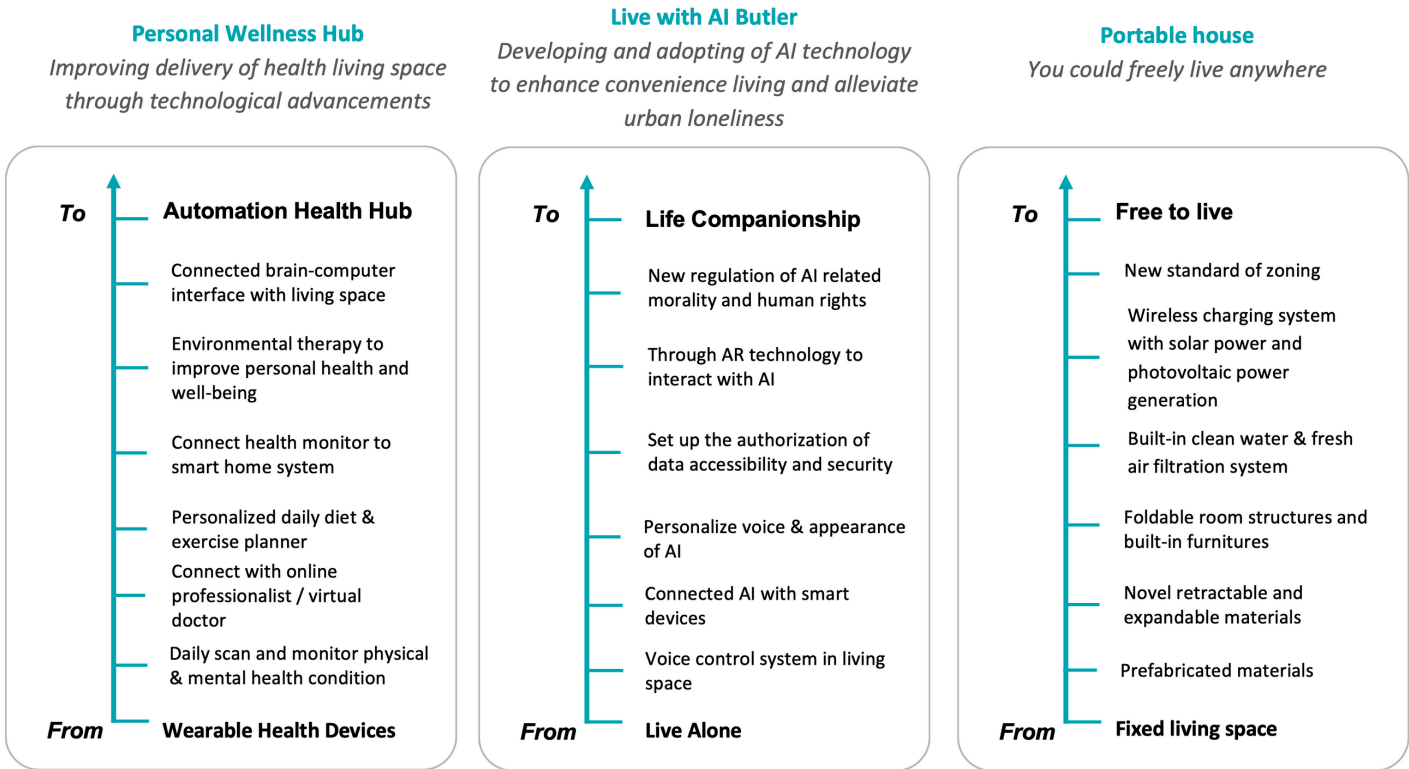 Personal Wellness Hub
Improving delivery of health living space
through technological advancements
To
Automation Health Hub
Connected brain-computer
interface with living space
Environmental therapy to
improve personal health and
well-being
Connect health monitor to
smart home system
Personalized daily diet &
exercise planner
Connect with online
professionalist / virtual
doctor
Daily scan and monitor physical
& mental health condition
From
Wearable Health Devices
Live with AI Butler
Developing and adopting of AI technology
to enhance convenience living and alleviate
urban loneliness
To
Life Companionship
New regulation of AI related
morality and human rights
Through AR technology to
interact with AI
Set up the authorization of
data accessibility and security
Personalize voice & appearance
of AI
Connected AI with smart
devices
Voice control system in living
space
From
Live Alone
Portable house
You could freely live anywhere
To
Free to live
New standard of zoning
Wireless charging system
with solar power and
photovoltaic power
generation
Built-in clean water & fresh
air filtration system
Foldable room structures and
built-in furnitures
Novel retractable and
expandable materials
Prefabricated materials
From
Fixed living space